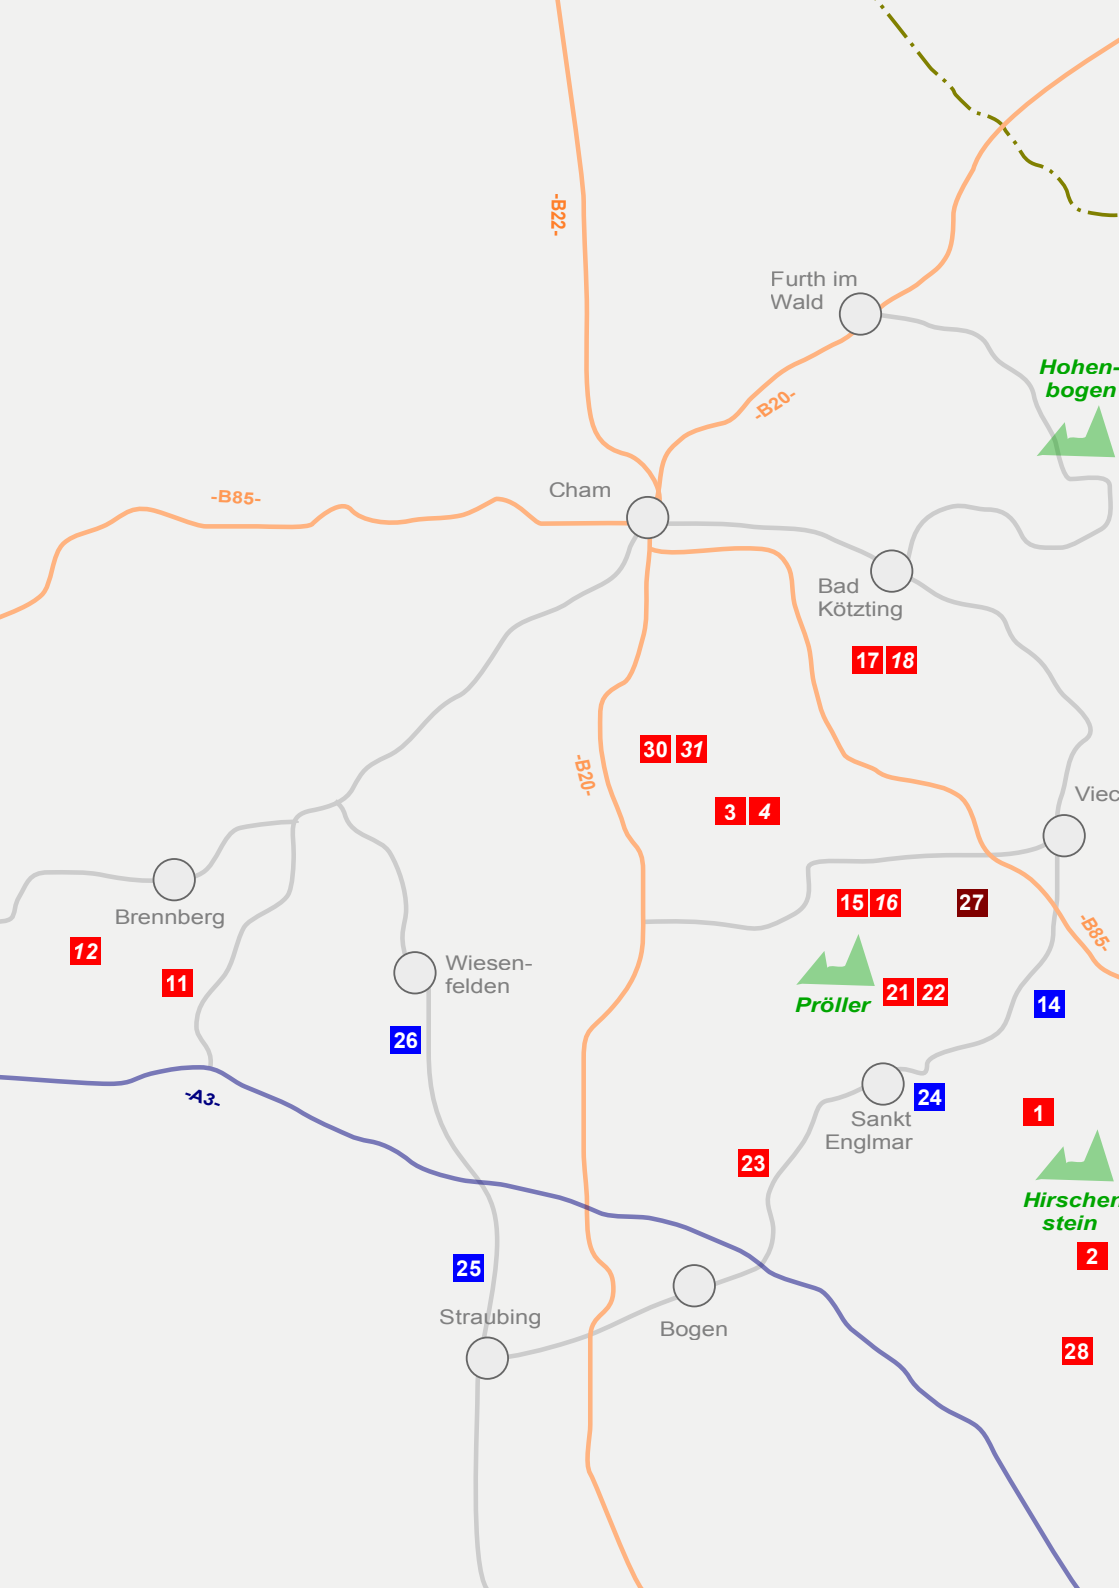 -B22-
Furth im
Wald
Hohen-
bogen
-B20-
Cham
-B85-
Bad
Kötzting
17 18
30 31
-B20-
3 4
Viec
15 16
27
Brennberg
-B85-
12
11
Wiesen-
felden
Pröller
21 22
14
26
-A3-
24
Sankt
Englmar
1
23
Hirschen
stein
2
25
Straubing
Bogen
28